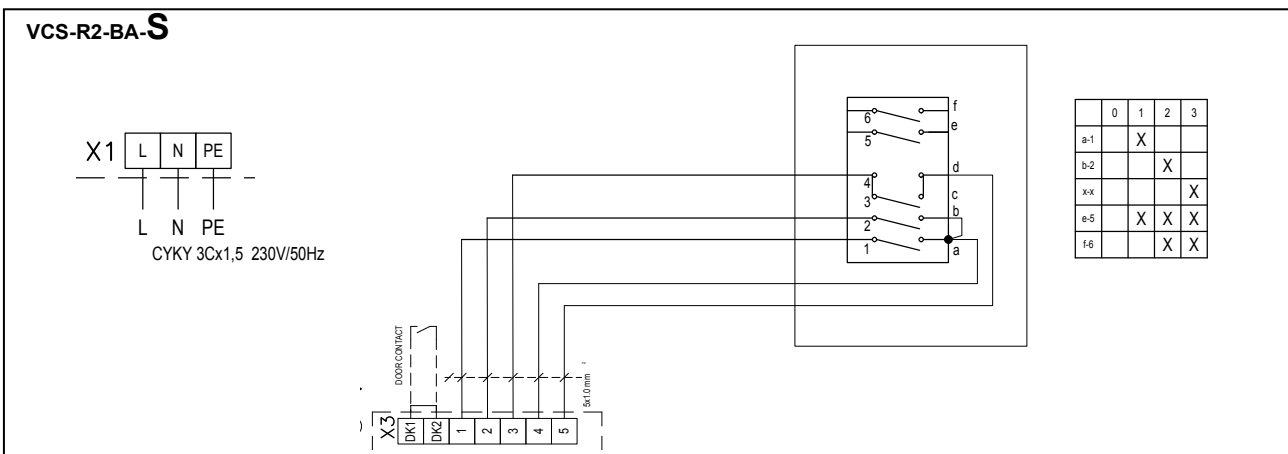 VCS-R2-BA-S
X1 L N PE
L N PE
CYKY 3Cx1,5 230V/50Hz
6 f
5 e
4 d
3 c
2 b
1 a
0 1 2 3
a-1 X
b-2 X
x-x X
e-5 X X X
f-6 X X
DOOR CONTACT
5x1.0 mm²
X3 DK1 DK2 1 2 3 4 5